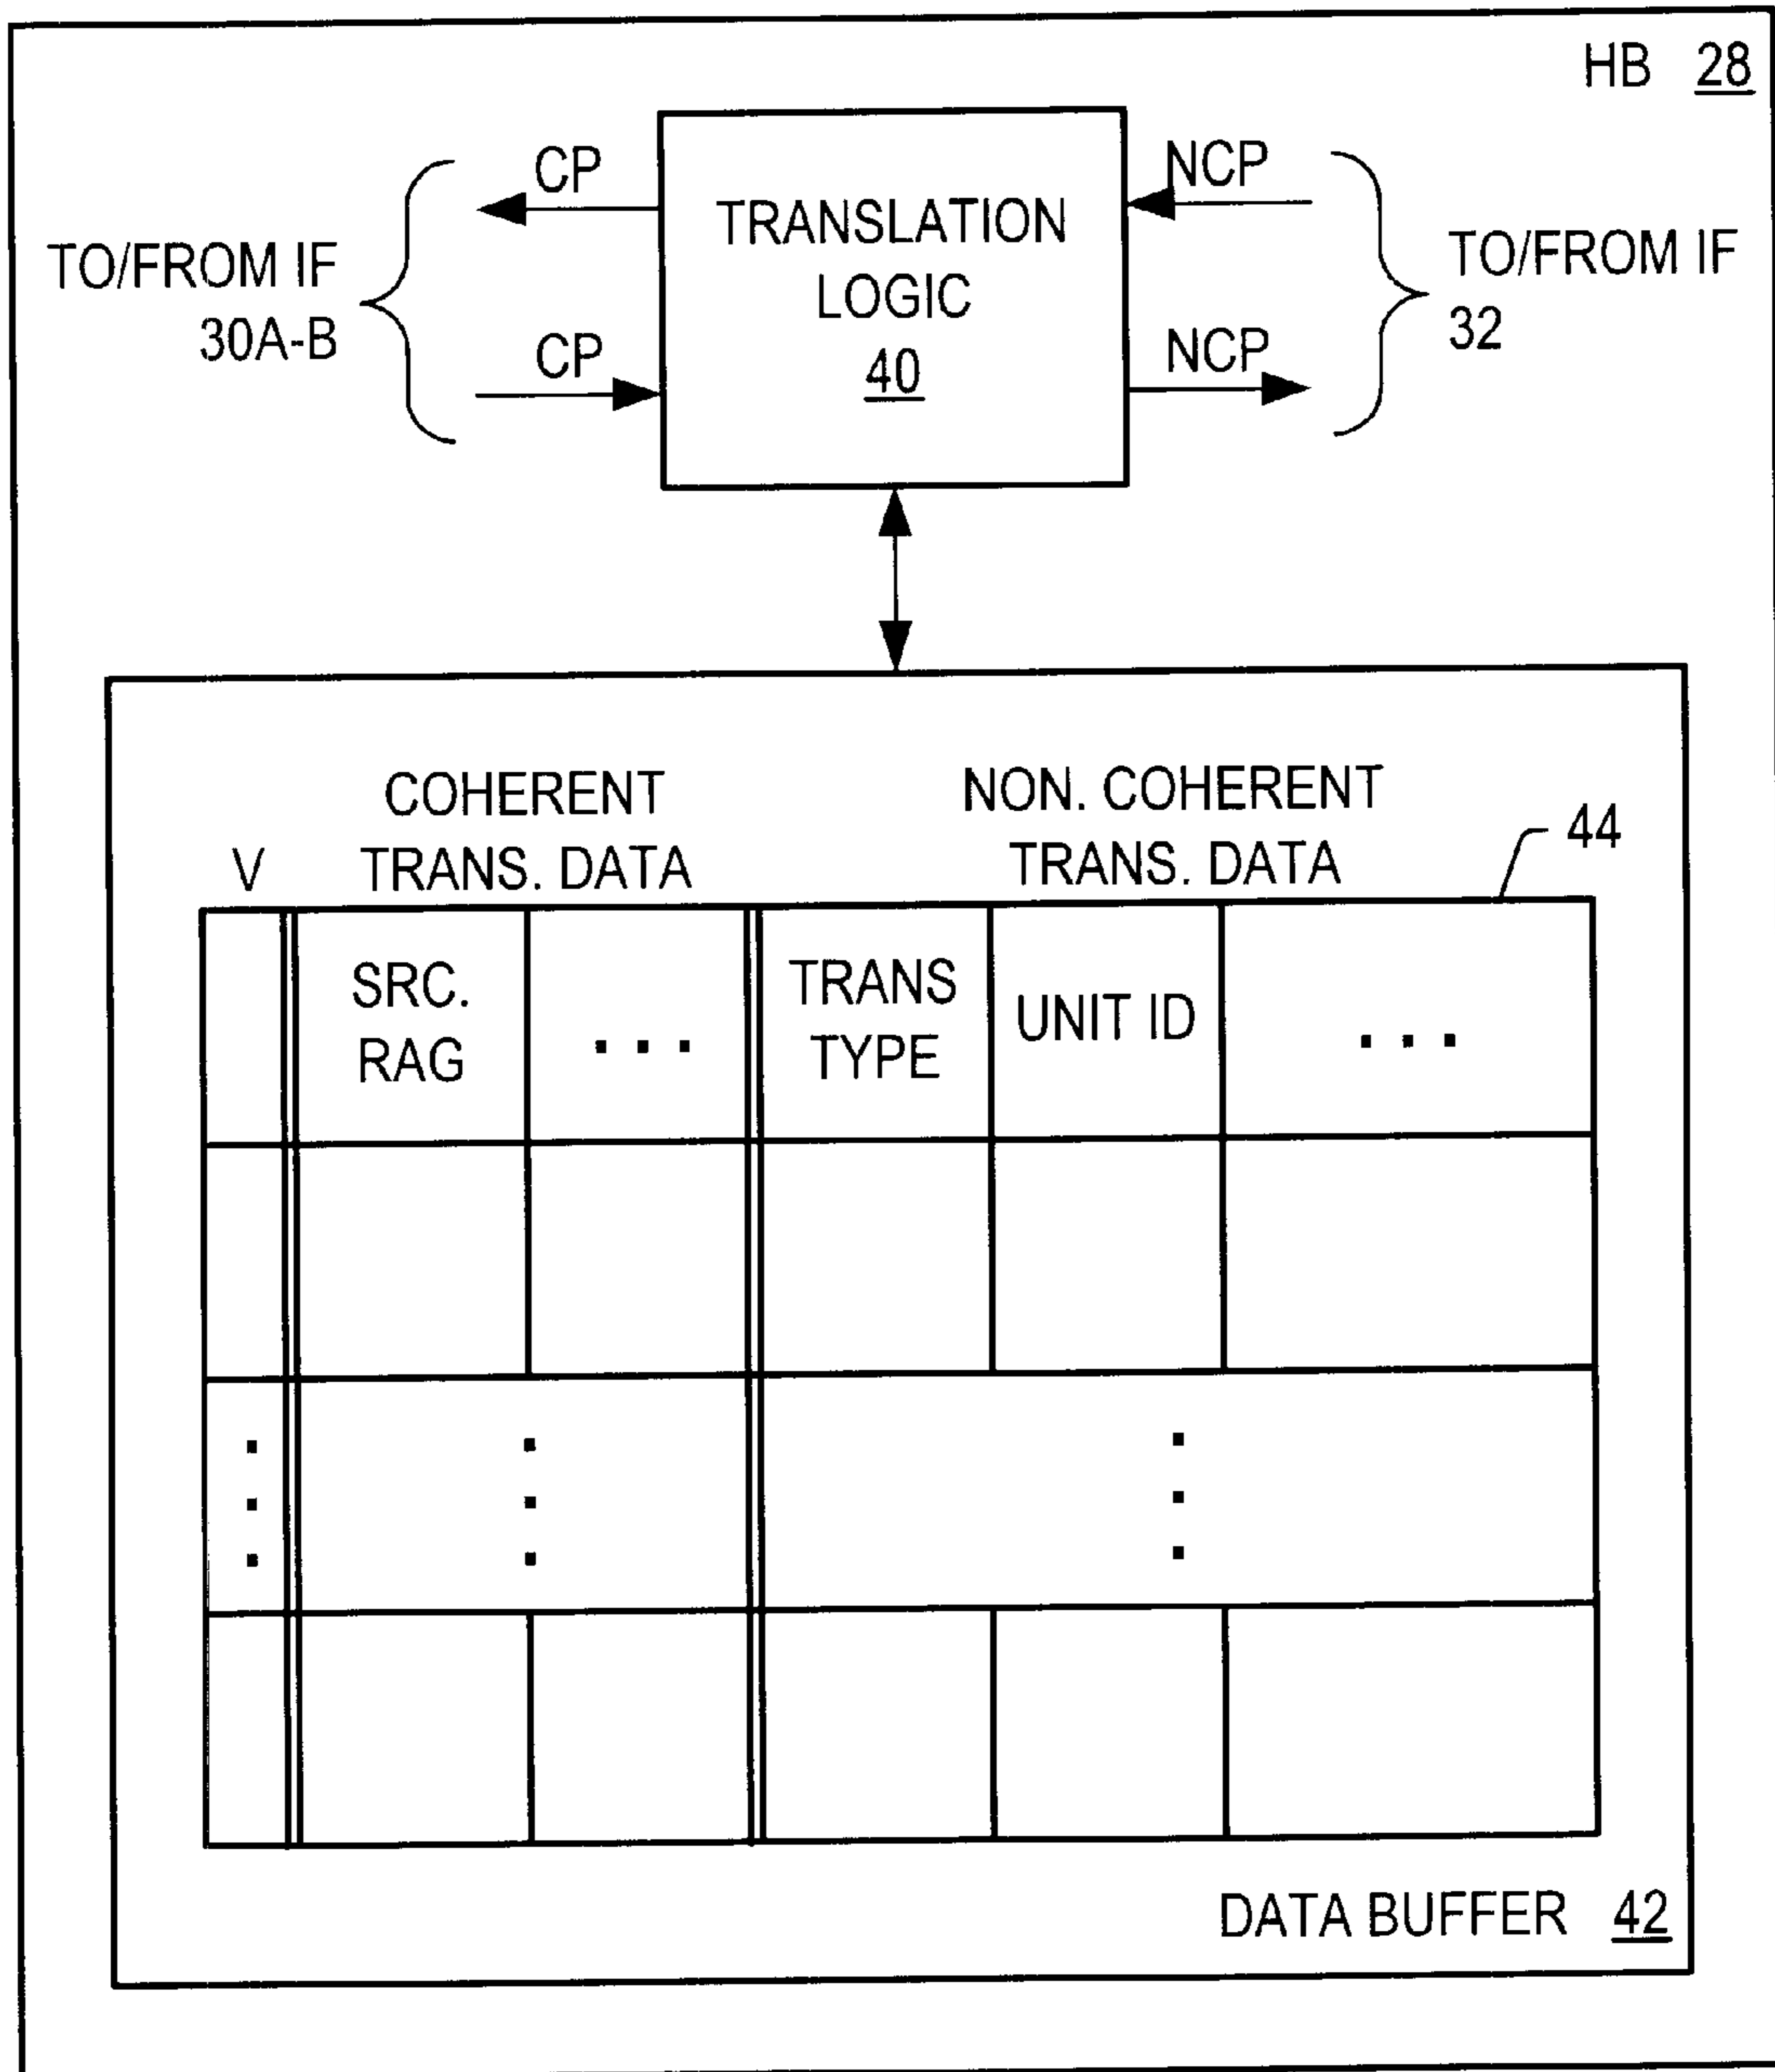 HB 28
CP
NCP
TRANSLATION
LOGIC
40
TO/FROM IF
30A-B
TO/FROM IF
32
CP
NCP
COHERENT
TRANS. DATA
NON. COHERENT
TRANS. DATA
44
V
SRC.
RAG
. . .
TRANS
TYPE
UNIT ID
. . .
DATA BUFFER 42